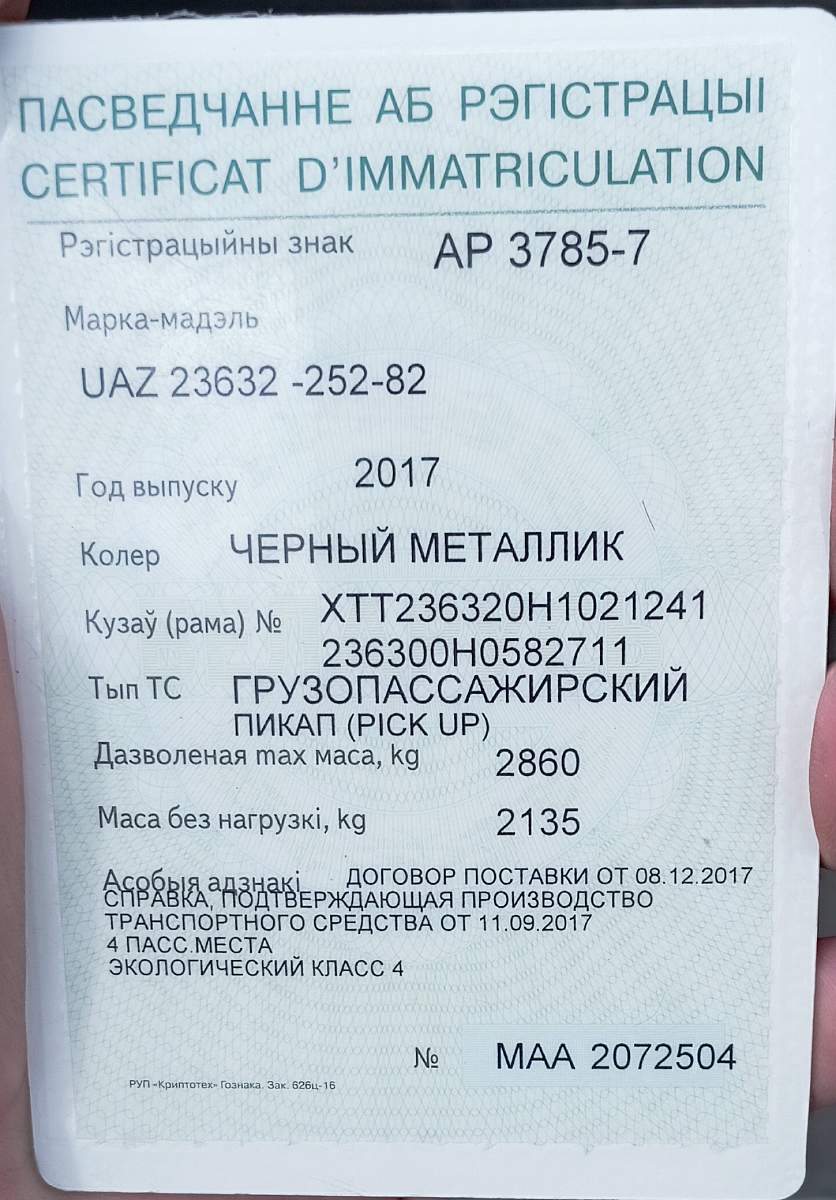 ПАСВЕДЧАННЕ АБ РЭГІСТРАЦЫІ
CERTIFICAT D'IMMATRICULATION
Рэгістрацыйны знак АР 3785-7
Марка-мадэль
UAZ 23632 -252-82
Год выпуску 2017
Колер ЧЕРНЫЙ МЕТАЛЛИК
Кузаў (рама) № XTT236320H1021241
236300H0582711
Тып ТС ГРУЗОПАССАЖИРСКИЙ
ПИКАП (PICK UP)
Дазволеная max маса, kg 2860
Маса без нагрузкі, kg 2135
Асобыя адзнакі ДОГОВОР ПОСТАВКИ ОТ 08.12.2017
СПРАВКА, ПОДТВЕРЖДАЮЩАЯ ПРОИЗВОДСТВО
ТРАНСПОРТНОГО СРЕДСТВА ОТ 11.09.2017
4 ПАСС.МЕСТА
ЭКОЛОГИЧЕСКИЙ КЛАСС 4
№ МАА 2072504
РУП «Криптотех» Гознака. Зак. 626ц-16